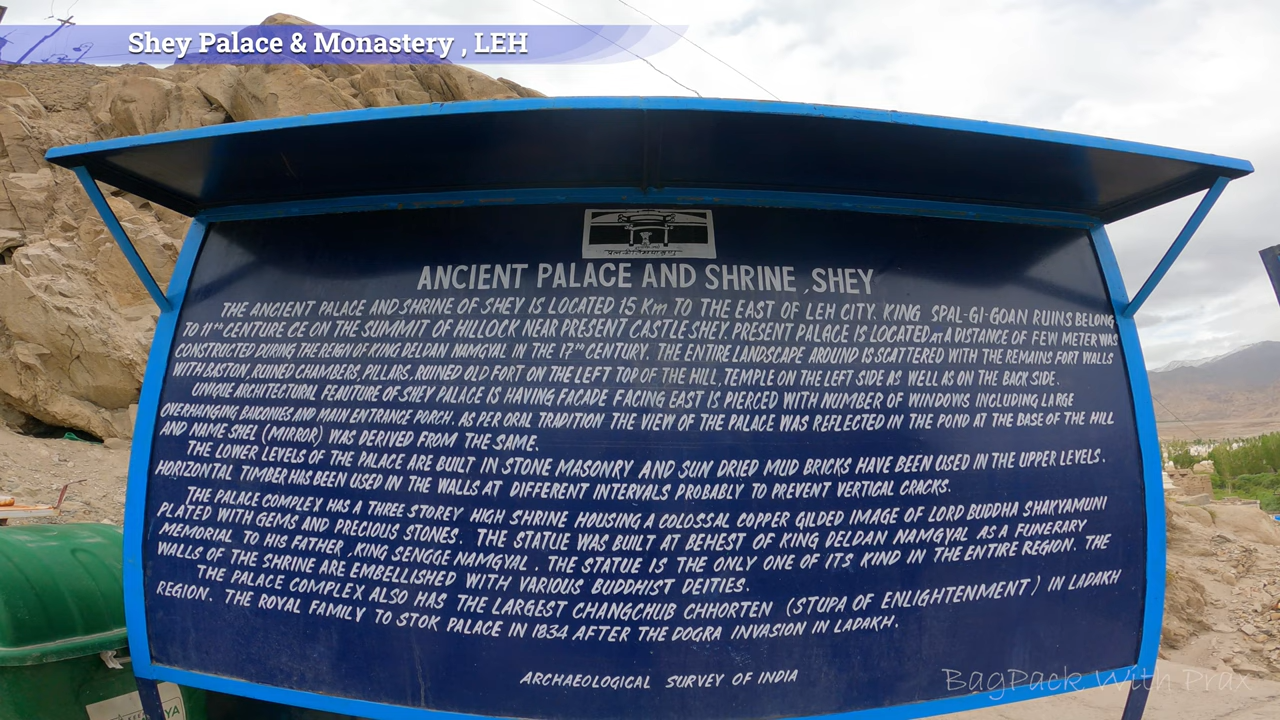 Shey Palace & Monastery , LEH
ANCIENT PALACE AND SHRINE ,SHEY
THE ANCIENT PALACE AND SHRINE OF SHEY IS LOCATED 15 Km TO THE EAST OF LEH CITY. KING SPAL-GI-GOAN RUINS BELONG
TO 11TH CENTURE CE ON THE SUMMIT OF HILLOCK NEAR PRESENT CASTLE SHEY. PRESENT PALACE IS LOCATED AT A DISTANCE OF FEW METER WAS
CONSTRUCTED DURING THE REIGN OF KING DELDAN NAMGYAL IN THE 17TH CENTURY. THE ENTIRE LANDSCAPE AROUND IS SCATTERED WITH THE REMAINS FORT WALLS
WITH BASTON, RUINED CHAMBERS, PILLARS, RUINED OLD FORT ON THE LEFT TOP OF THE HILL, TEMPLE ON THE LEFT SIDE AS WELL AS ON THE BACK SIDE.
UNIQUE ARCHITECTURAL FEAUTURE OF SHEY PALACE IS HAVING FACADE FACING EAST IS PIERCED WITH NUMBER OF WINDOWS INCLUDING LARGE
OVERHANGING BALCONIES AND MAIN ENTRANCE PORCH. AS PER ORAL TRADITION THE VIEW OF THE PALACE WAS REFLECTED IN THE POND AT THE BASE OF THE HILL
AND NAME SHEL (MIRROR) WAS DERIVED FROM THE SAME.
THE LOWER LEVELS OF THE PALACE ARE BUILT IN STONE MASONRY AND SUN DRIED MUD BRICKS HAVE BEEN USED IN THE UPPER LEVELS.
HORIZONTAL TIMBER HAS BEEN USED IN THE WALLS AT DIFFERENT INTERVALS PROBABLY TO PREVENT VERTICAL CRACKS.
THE PALACE COMPLEX HAS A THREE STOREY HIGH SHRINE HOUSING A COLOSSAL COPPER GILDED IMAGE OF LORD BUDDHA SHAKYAMUNI
PLATED WITH GEMS AND PRECIOUS STONES. THE STATUE WAS BUILT AT BEHEST OF KING DELDAN NAMGYAL AS A FUNERARY
MEMORIAL TO HIS FATHER ,KING SENGGE NAMGYAL . THE STATUE IS THE ONLY ONE OF ITS KIND IN THE ENTIRE REGION. THE
WALLS OF THE SHRINE ARE EMBELLISHED WITH VARIOUS BUDDHIST DEITIES.
THE PALACE COMPLEX ALSO HAS THE LARGEST CHANGCHUB CHHORTEN (STUPA OF ENLIGHTENMENT) IN LADAKH
REGION. THE ROYAL FAMILY TO STOK PALACE IN 1834 AFTER THE DOGRA INVASION IN LADAKH.
ARCHAEOLOGICAL SURVEY OF INDIA
BagPack With Prax